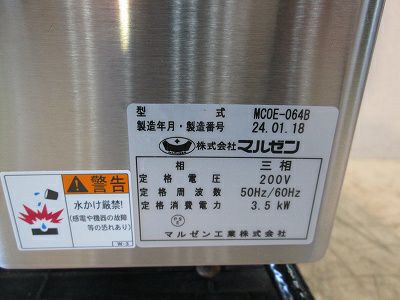 型式 MCOE-064B
製造年月・製造番号 24.01.18
株式会社マルゼン
相 三相
定格電圧 200V
定格周波数 50Hz/60Hz
定格消費電力 3.5 kW
マルゼン工業株式会社
警告
水かけ厳禁!
(感電や機器の故障
等の恐れあり)
W-3